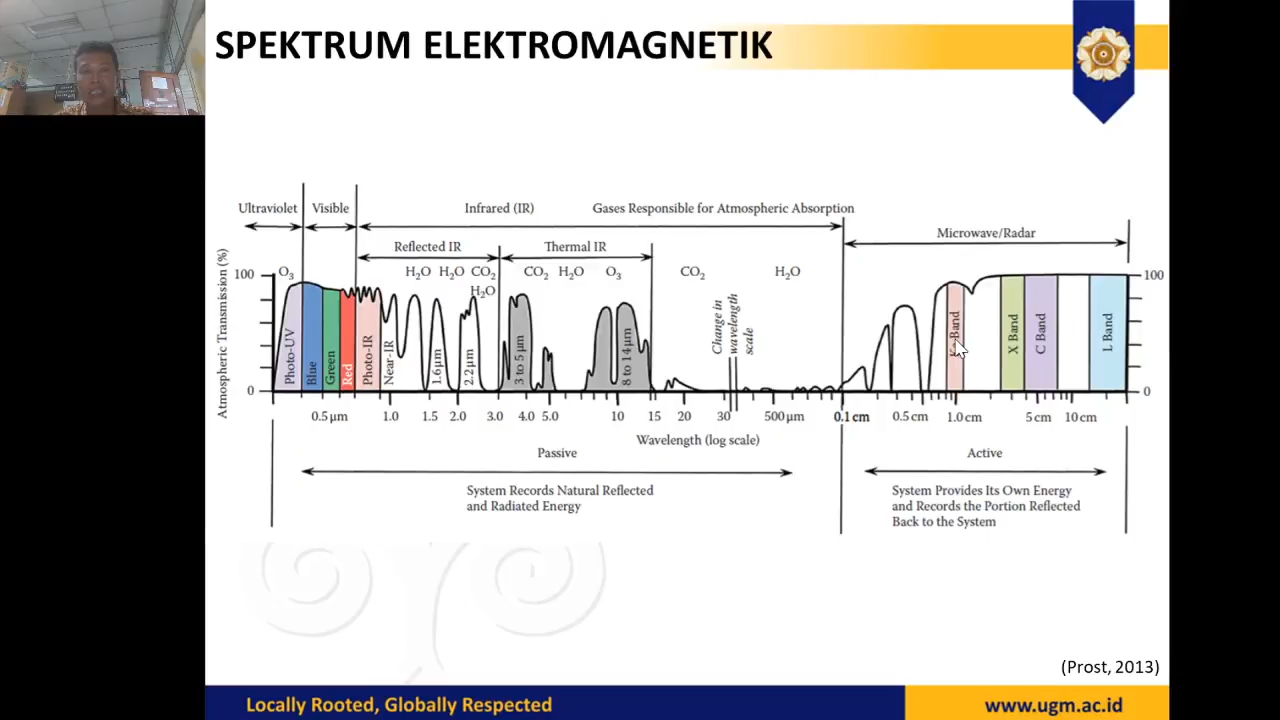 SPEKTRUM ELEKTROMAGNETIK
Ultraviolet
Visible
Infrared (IR)
Gases Responsible for Atmospheric Absorption
Microwave/Radar
Reflected IR
Thermal IR
O₃
H₂O
H₂O
CO₂
H₂O
CO₂
H₂O
O₃
CO₂
H₂O
Atmospheric Transmission (%)
100
0
100
0
Photo-UV
Blue
Green
Red
Photo-IR
Near-IR
1.6 µm
2.2 µm
3 to 5 µm
8 to 14 µm
Change in
wavelength
scale
Band
X Band
C Band
L Band
0.5 µm
1.0
1.5
2.0
3.0
4.0
5.0
10
15
20
30
500 µm
0.1 cm
0.5 cm
1.0 cm
5 cm
10 cm
Wavelength (log scale)
Passive
Active
System Records Natural Reflected
and Radiated Energy
System Provides Its Own Energy
and Records the Portion Reflected
Back to the System
(Prost, 2013)
Locally Rooted, Globally Respected
www.ugm.ac.id